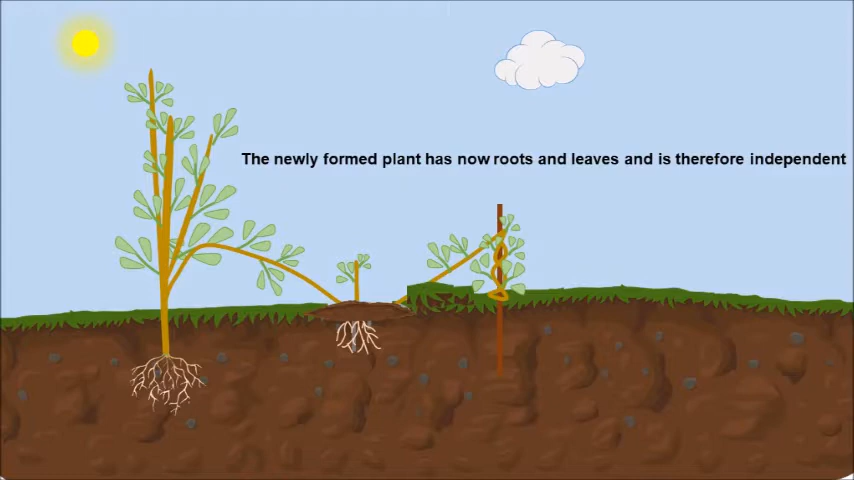 The newly formed plant has now roots and leaves and is therefore independent